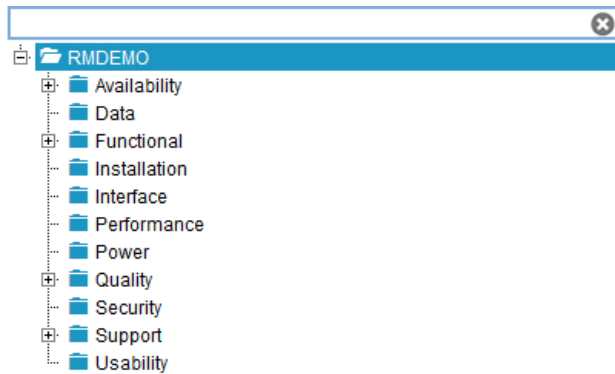 RMDEMO
Availability
Data
Functional
Installation
Interface
Performance
Power
Quality
Security
Support
Usability